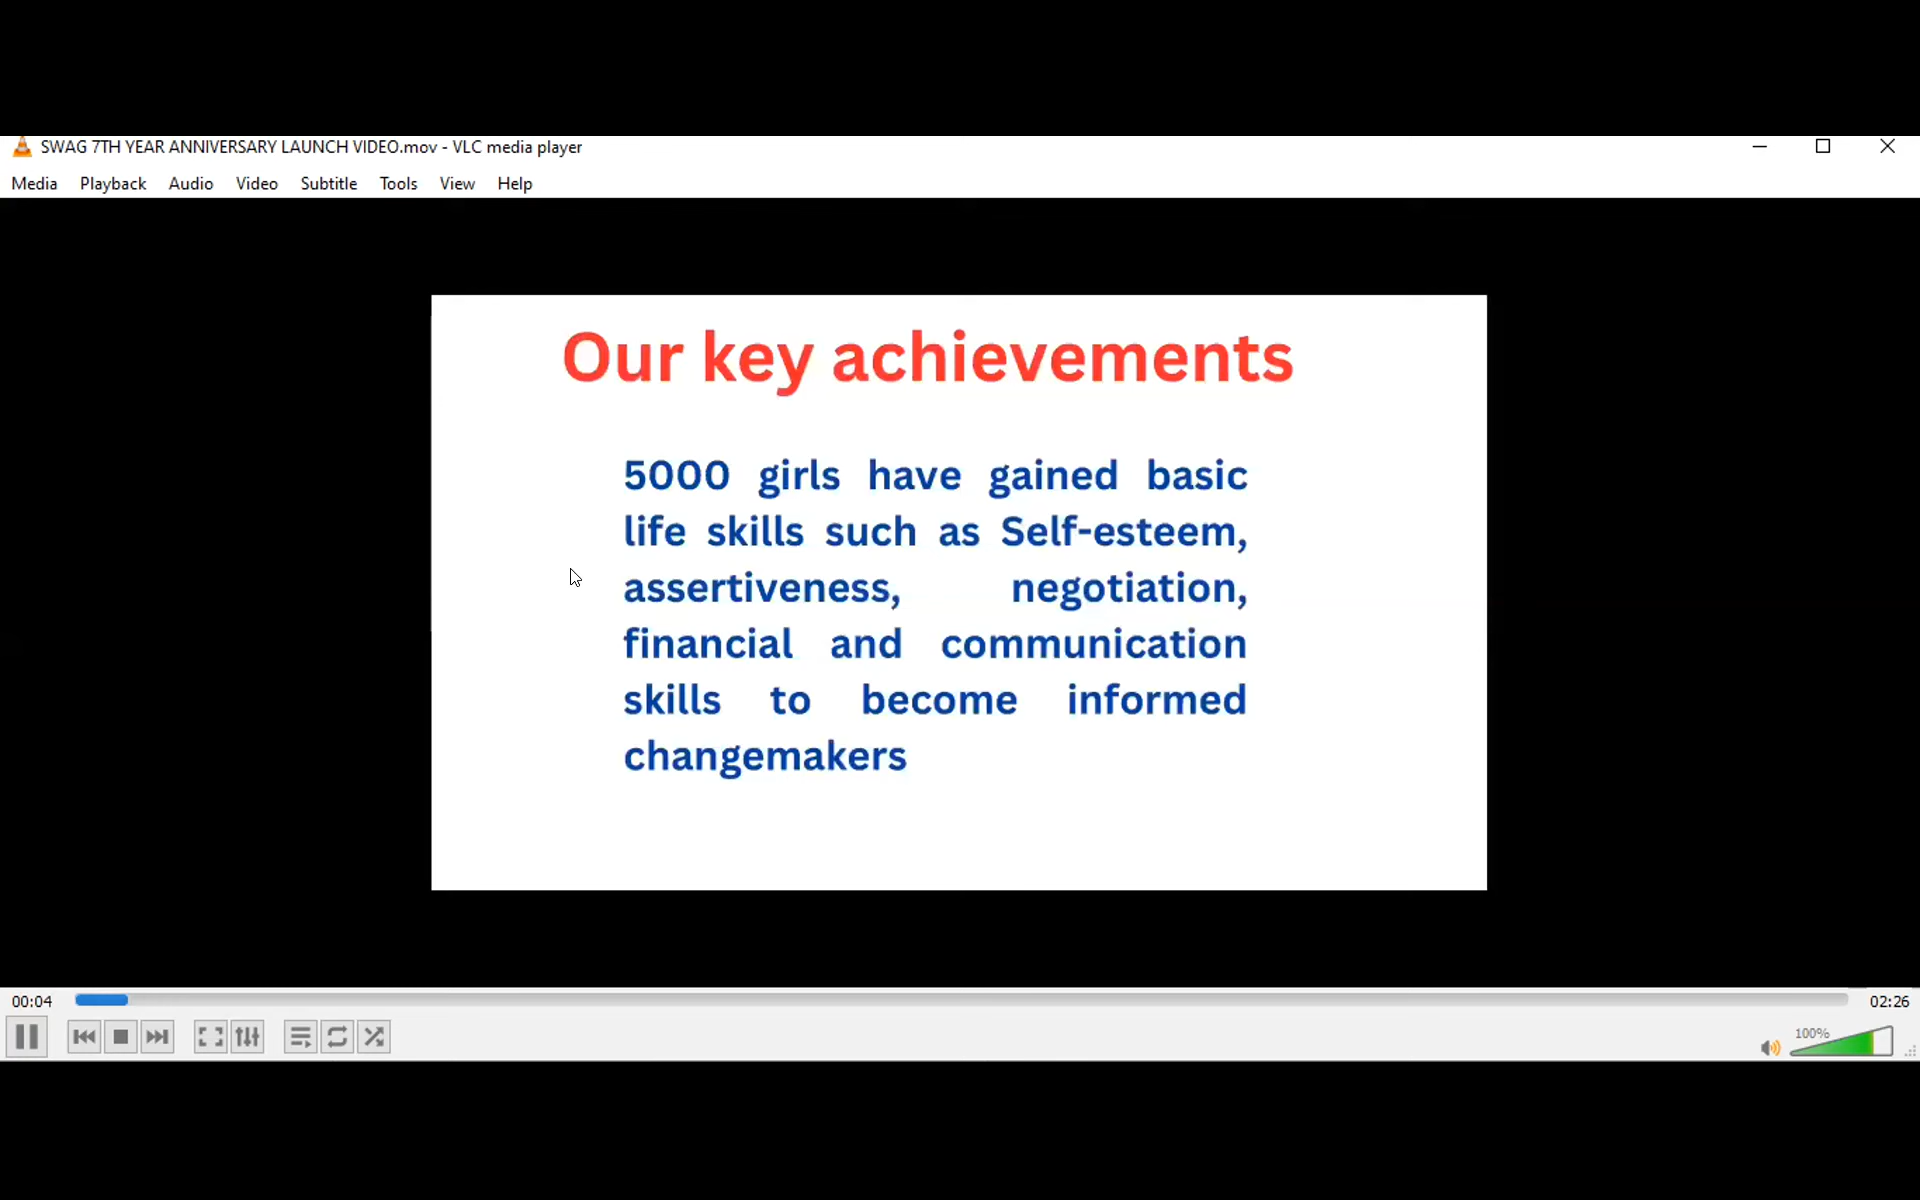 SWAG 7TH YEAR ANNIVERSARY LAUNCH VIDEO.mov - VLC media player
Media Playback Audio Video Subtitle Tools View Help
Our key achievements
5000 girls have gained basic
life skills such as Self-esteem,
assertiveness, negotiation,
financial and communication
skills to become informed
changemakers
00:04 02:26
100%